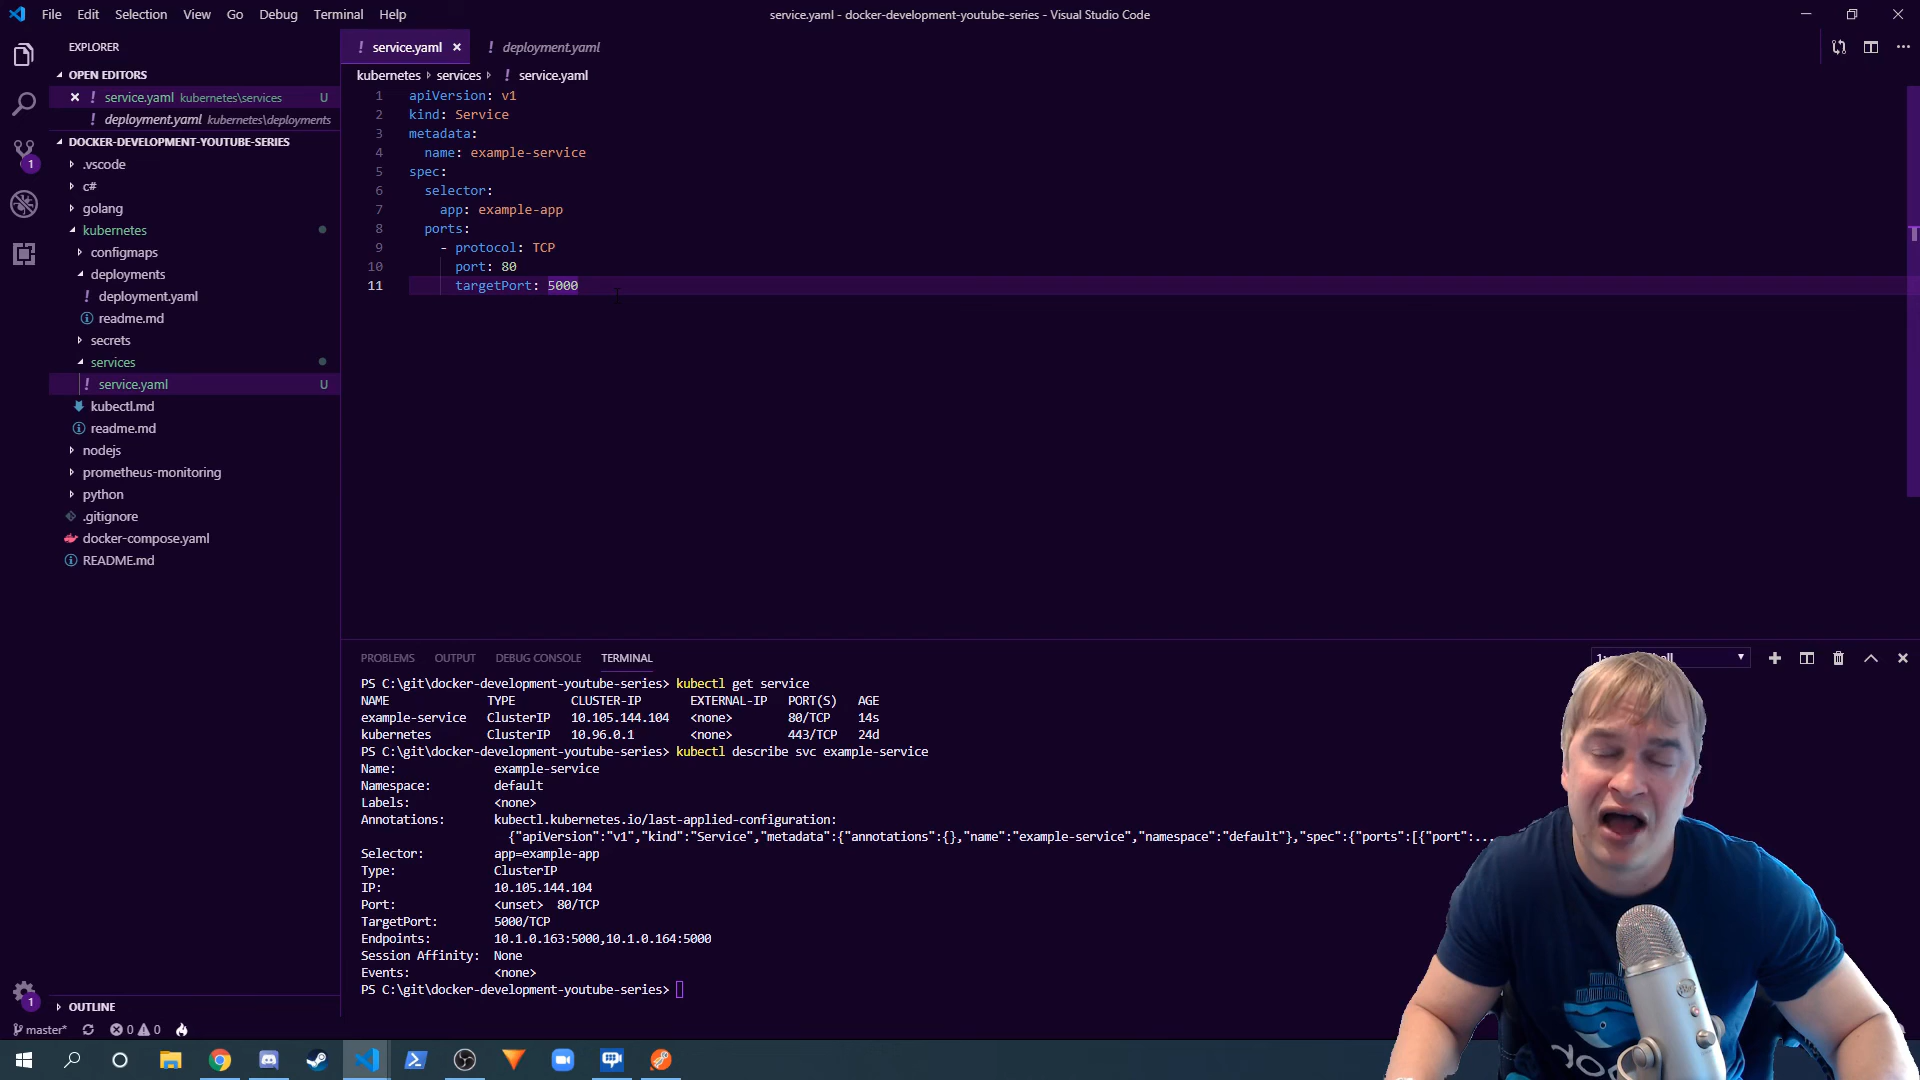 File Edit Selection View Go Debug Terminal Help
service.yaml - docker-development-youtube-series - Visual Studio Code
EXPLORER
OPEN EDITORS
service.yaml kubernetes\services U
deployment.yaml kubernetes\deployments
DOCKER-DEVELOPMENT-YOUTUBE-SERIES
.vscode
c#
golang
kubernetes
configmaps
deployments
deployment.yaml
readme.md
secrets
services
service.yaml U
kubectl.md
readme.md
nodejs
prometheus-monitoring
python
.gitignore
docker-compose.yaml
README.md
OUTLINE
service.yaml
deployment.yaml
kubernetes services service.yaml
1 apiVersion: v1
2 kind: Service
3 metadata:
4 name: example-service
5 spec:
6 selector:
7 app: example-app
8 ports:
9 - protocol: TCP
10 port: 80
11 targetPort: 5000
PROBLEMS OUTPUT DEBUG CONSOLE TERMINAL
PS C:\git\docker-development-youtube-series> kubectl get service
NAME TYPE CLUSTER-IP EXTERNAL-IP PORT(S) AGE
example-service ClusterIP 10.105.144.104 <none> 80/TCP 14s
kubernetes ClusterIP 10.96.0.1 <none> 443/TCP 24d
PS C:\git\docker-development-youtube-series> kubectl describe svc example-service
Name: example-service
Namespace: default
Labels: <none>
Annotations: kubectl.kubernetes.io/last-applied-configuration:
{"apiVersion":"v1","kind":"Service","metadata":{"annotations":{},"name":"example-service","namespace":"default"},"spec":{"ports":[{"port":...
Selector: app=example-app
Type: ClusterIP
IP: 10.105.144.104
Port: <unset> 80/TCP
TargetPort: 5000/TCP
Endpoints: 10.1.0.163:5000,10.1.0.164:5000
Session Affinity: None
Events: <none>
PS C:\git\docker-development-youtube-series>
1
1
master* 0 0